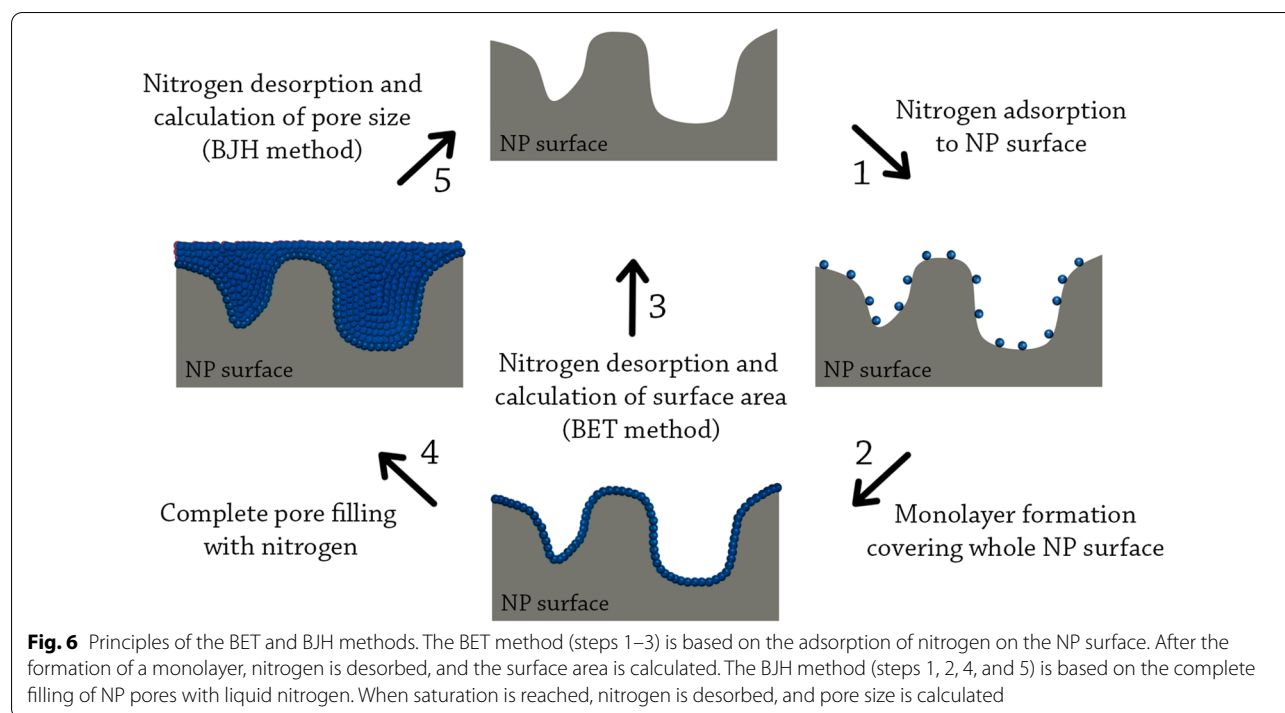 Nitrogen desorption and
calculation of pore size
(BJH method)
5
NP surface
1
Nitrogen adsorption
to NP surface
NP surface
3
NP surface
Nitrogen desorption and
calculation of surface area
(BET method)
4
2
Complete pore filling
with nitrogen
Monolayer formation
covering whole NP surface
NP surface
Fig. 6 Principles of the BET and BJH methods. The BET method (steps 1–3) is based on the adsorption of nitrogen on the NP surface. After the
formation of a monolayer, nitrogen is desorbed, and the surface area is calculated. The BJH method (steps 1, 2, 4, and 5) is based on the complete
filling of NP pores with liquid nitrogen. When saturation is reached, nitrogen is desorbed, and pore size is calculated